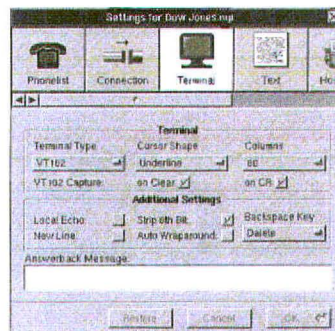 Settings for Dow Jones.nyt
Phonelist
Connection
Terminal
Text
Terminal
Terminal Type
Cursor Shape
Columns
VT102
Underline
80
VT102 Capture:
on Clear
on CR
Additional Settings
Local Echo:
Strip 8th Bit:
Backspace Key
New Line:
Auto Wraparound:
Delete
Answerback Message:
Restore
Cancel
OK